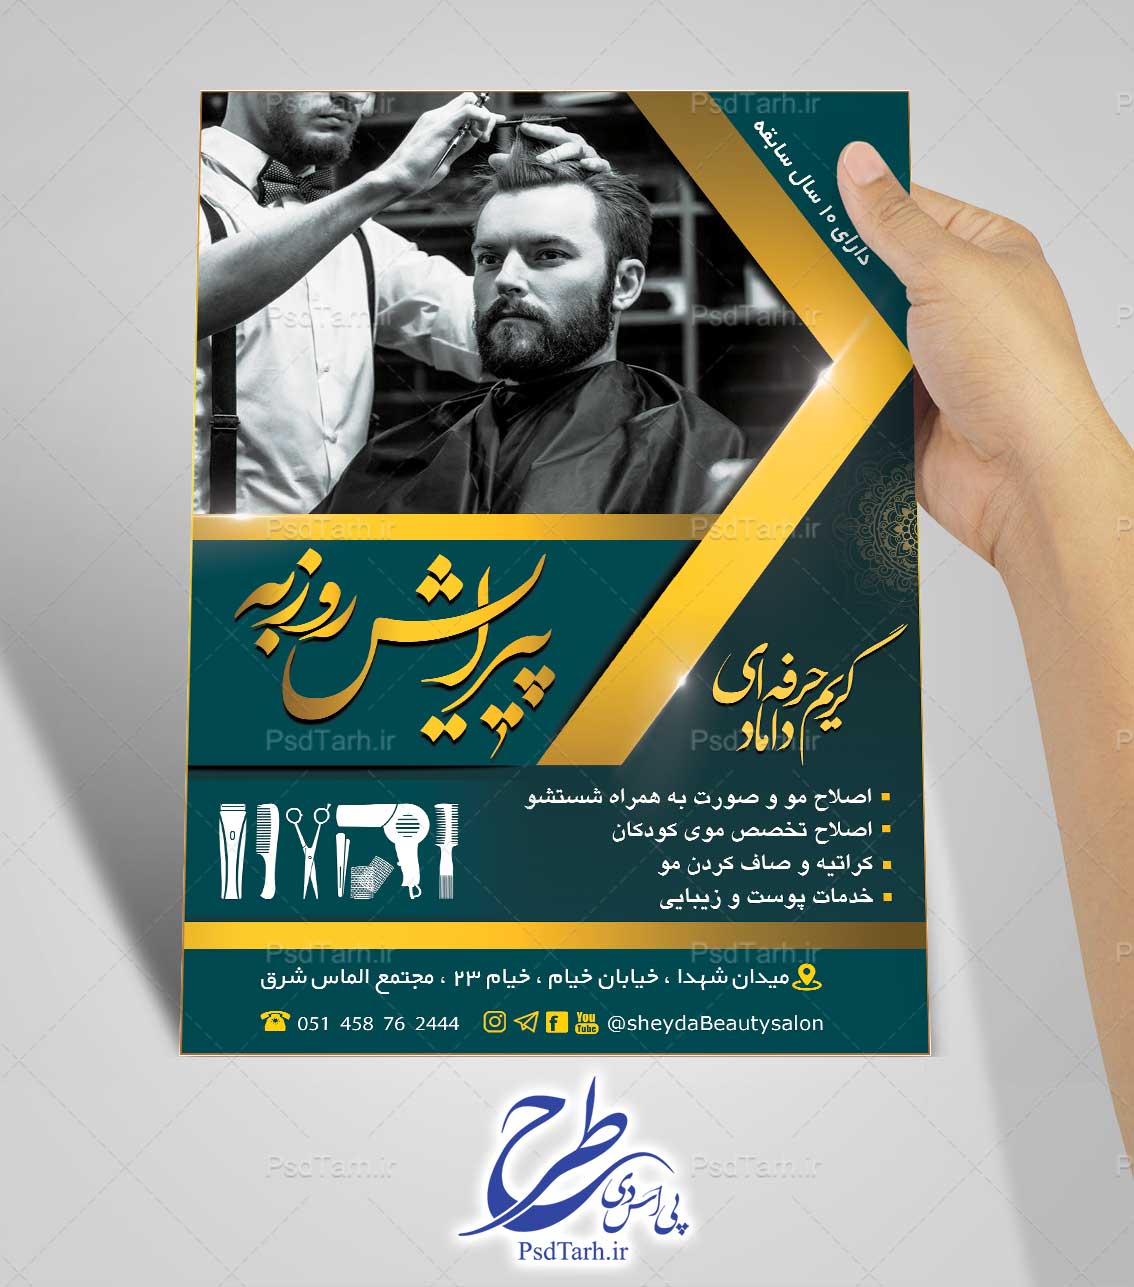 دارای ۱۰ سال سابقه
پیرایش روزبه
گریم حرفه ای
داماد
اصلاح مو و صورت به همراه شستشو
اصلاح تخصص موی کودکان
کراتیه و صاف کردن مو
خدمات پوست و زیبایی
میدان شهدا ، خیابان خیام ، خیام ۲۳ ، مجتمع الماس شرق
051 458 76 2444 You Tube @sheydaBeautysalon
طرح
پی اس دی
PsdTarh.ir